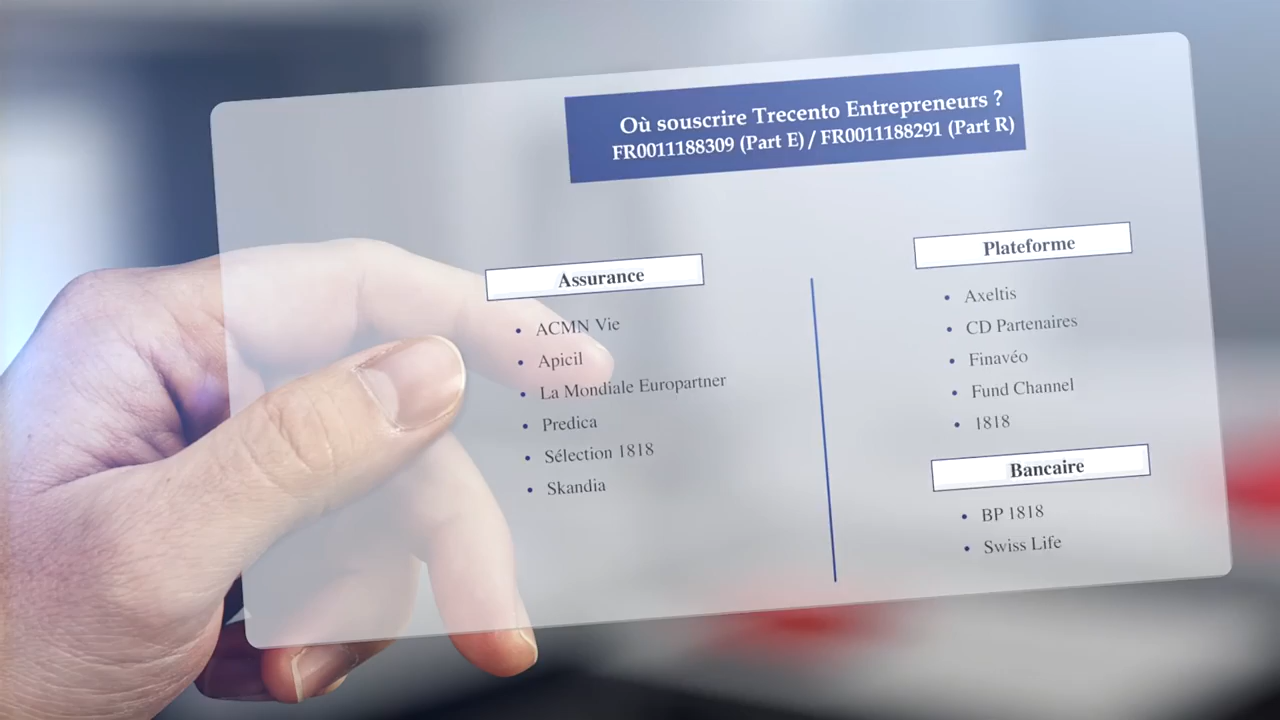 Où souscrire Trecento Entrepreneurs ?
FR0011188309 (Part E) / FR0011188291 (Part R)
Assurance
• ACMN Vie
• Apicil
• La Mondiale Europartner
• Predica
• Sélection 1818
• Skandia
Plateforme
• Axeltis
• CD Partenaires
• Finavéo
• Fund Channel
• 1818
Bancaire
• BP 1818
• Swiss Life